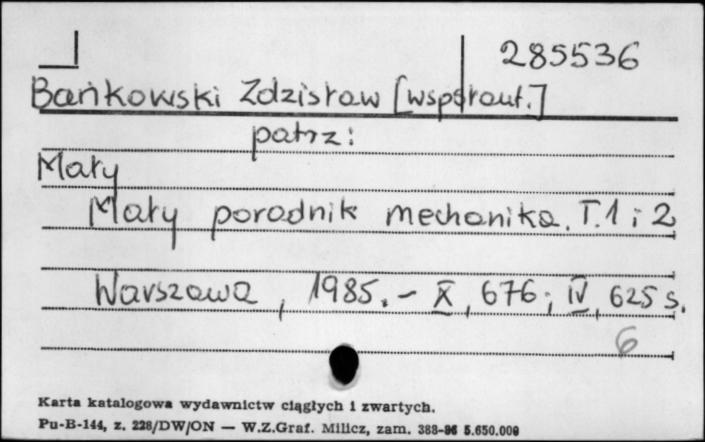 285536
Bańkowski Zdzisław [współaut.]
patrz:
Mały
Mały poradnik mechanika. T.1 i 2
Warszawa, 1985. - X, 676; IV, 625 s.
6
Karta katalogowa wydawnictw ciągłych i zwartych.
Pu-B-144, z. 228/DW/ON — W.Z.Graf. Milicz, zam. 388-86 5.650.000